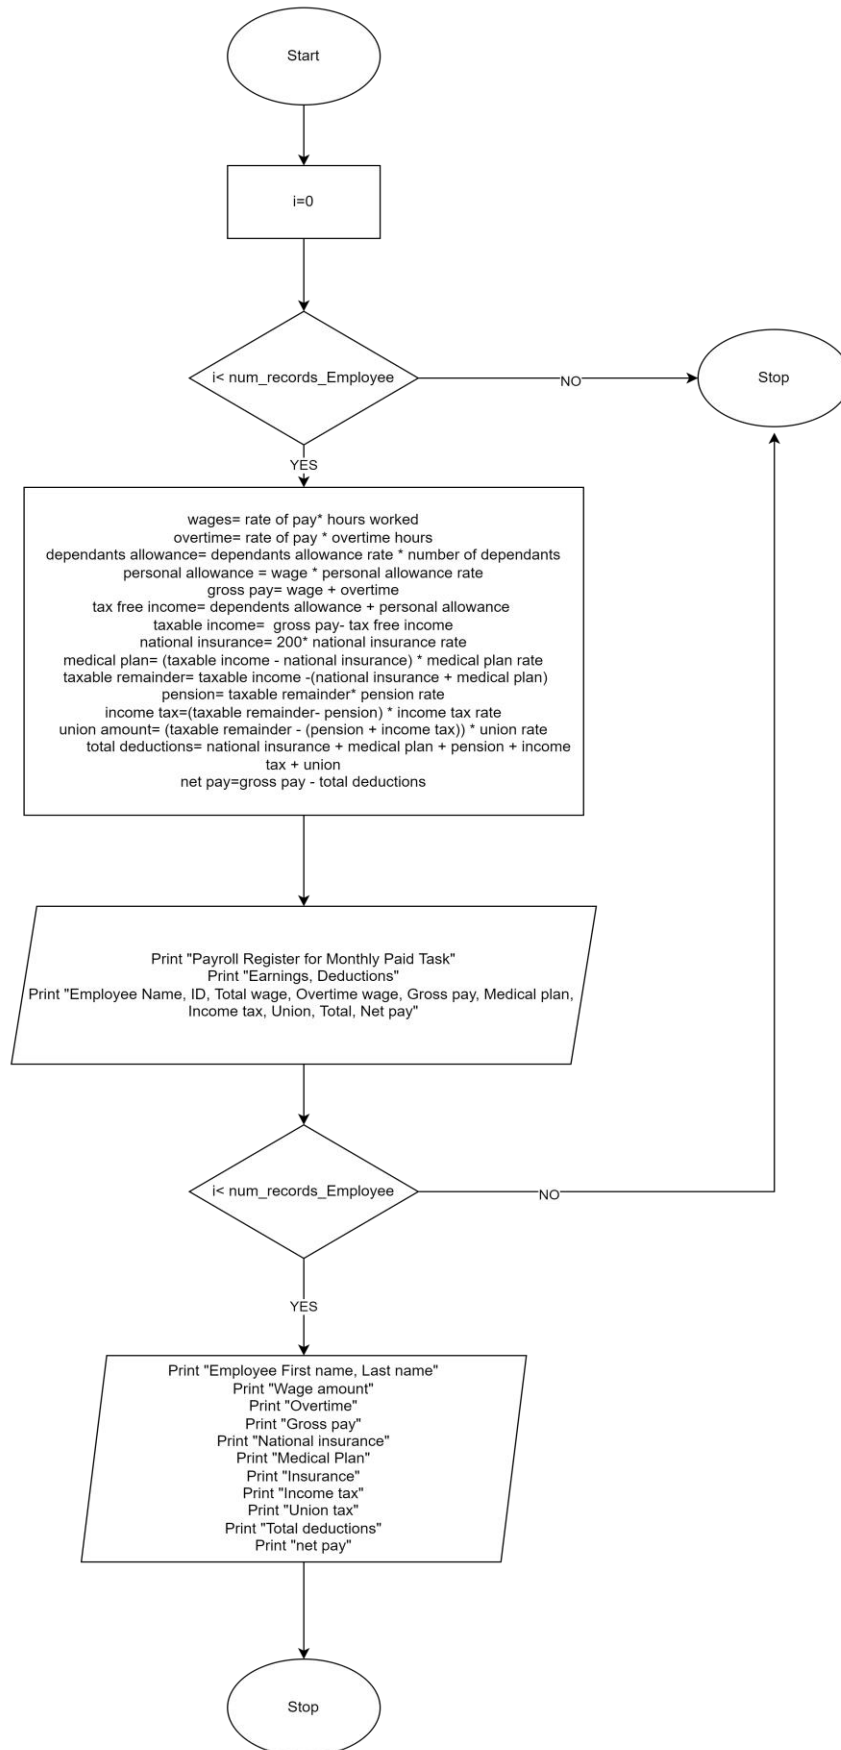 Start
i=0
i< num_records_Employee
NO
Stop
YES
wages= rate of pay* hours worked
overtime= rate of pay * overtime hours
dependants allowance= dependants allowance rate * number of dependants
personal allowance = wage * personal allowance rate
gross pay= wage + overtime
tax free income= dependents allowance + personal allowance
taxable income=  gross pay- tax free income
national insurance= 200* national insurance rate
medical plan= (taxable income - national insurance) * medical plan rate
taxable remainder= taxable income -(national insurance + medical plan)
pension= taxable remainder* pension rate
income tax=(taxable remainder- pension) * income tax rate
union amount= (taxable remainder - (pension + income tax)) * union rate
total deductions= national insurance + medical plan + pension + income
tax + union
net pay=gross pay - total deductions
Print "Payroll Register for Monthly Paid Task"
Print "Earnings, Deductions"
Print "Employee Name, ID, Total wage, Overtime wage, Gross pay, Medical plan,
Income tax, Union, Total, Net pay"
i< num_records_Employee
NO
YES
Print "Employee First name, Last name"
Print "Wage amount"
Print "Overtime"
Print "Gross pay"
Print "National insurance"
Print "Medical Plan"
Print "Insurance"
Print "Income tax"
Print "Union tax"
Print "Total deductions"
Print "net pay"
Stop